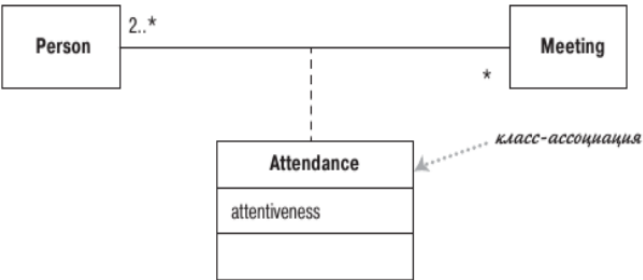 2..*
Person
Meeting
*
класс-ассоциация
Attendance
attentiveness